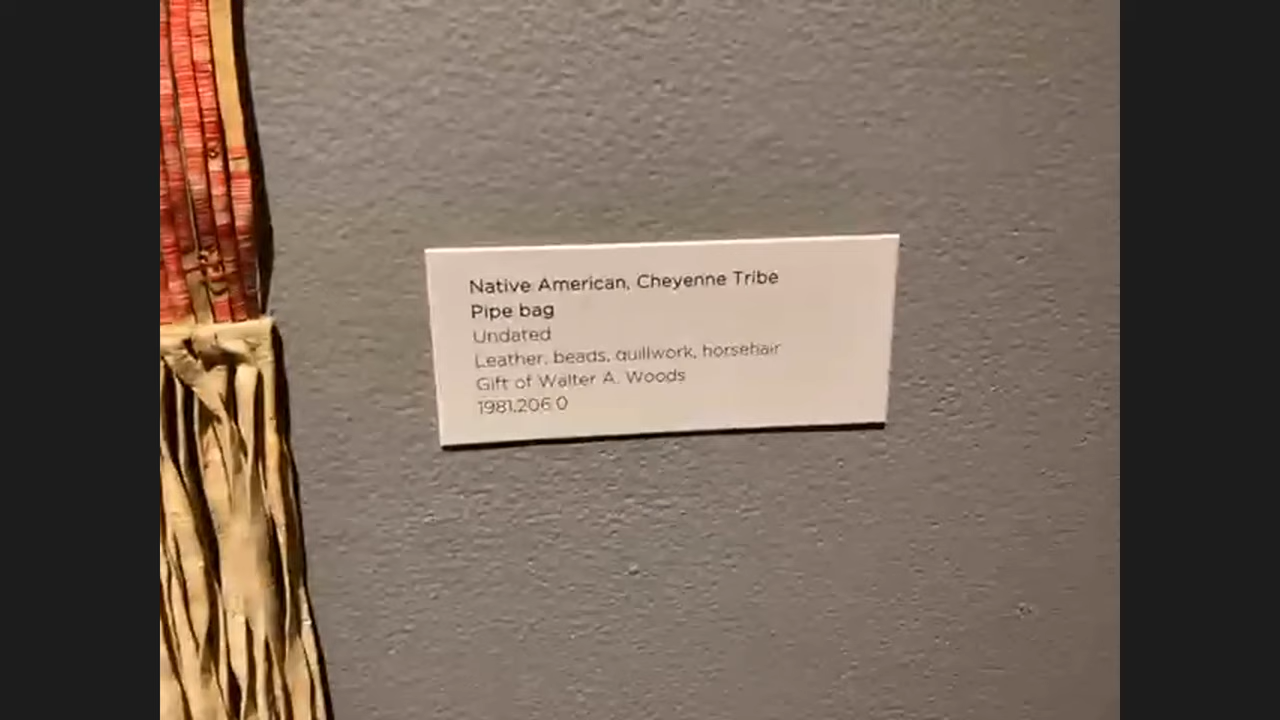 Native American, Cheyenne Tribe
Pipe bag
Undated
Leather, beads, quillwork, horsehair
Gift of Walter A. Woods
1981.206.0